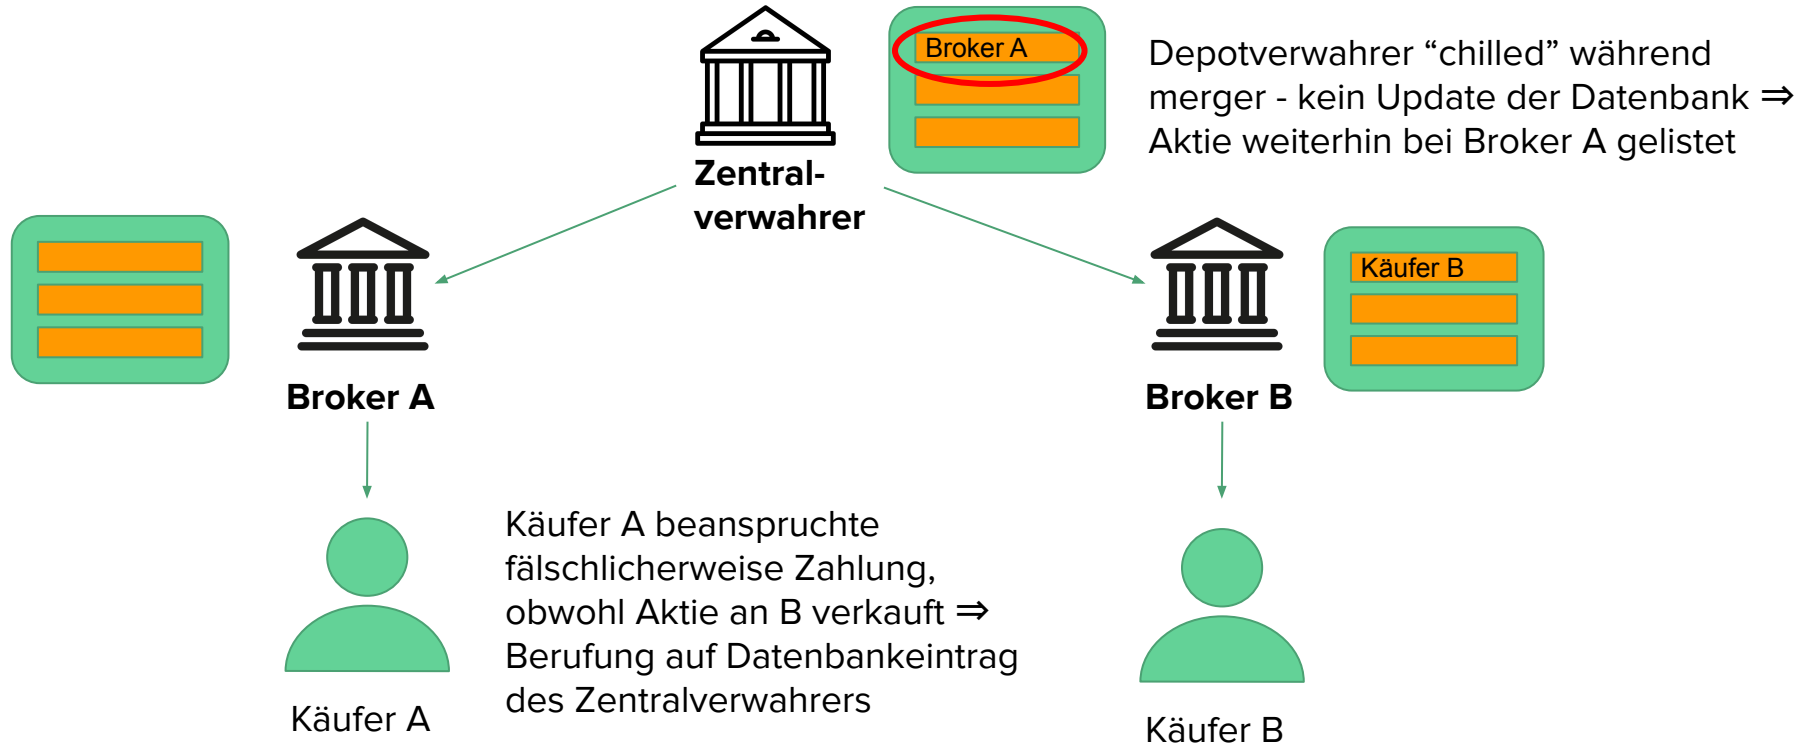 Broker A
Depotverwahrer “chilled” während
merger - kein Update der Datenbank ⇒
Aktie weiterhin bei Broker A gelistet
Zentral-
verwahrer
Käufer B
Broker A
Broker B
Käufer A beanspruchte
fälschlicherweise Zahlung,
obwohl Aktie an B verkauft ⇒
Berufung auf Datenbankeintrag
des Zentralverwahrers
Käufer A
Käufer B